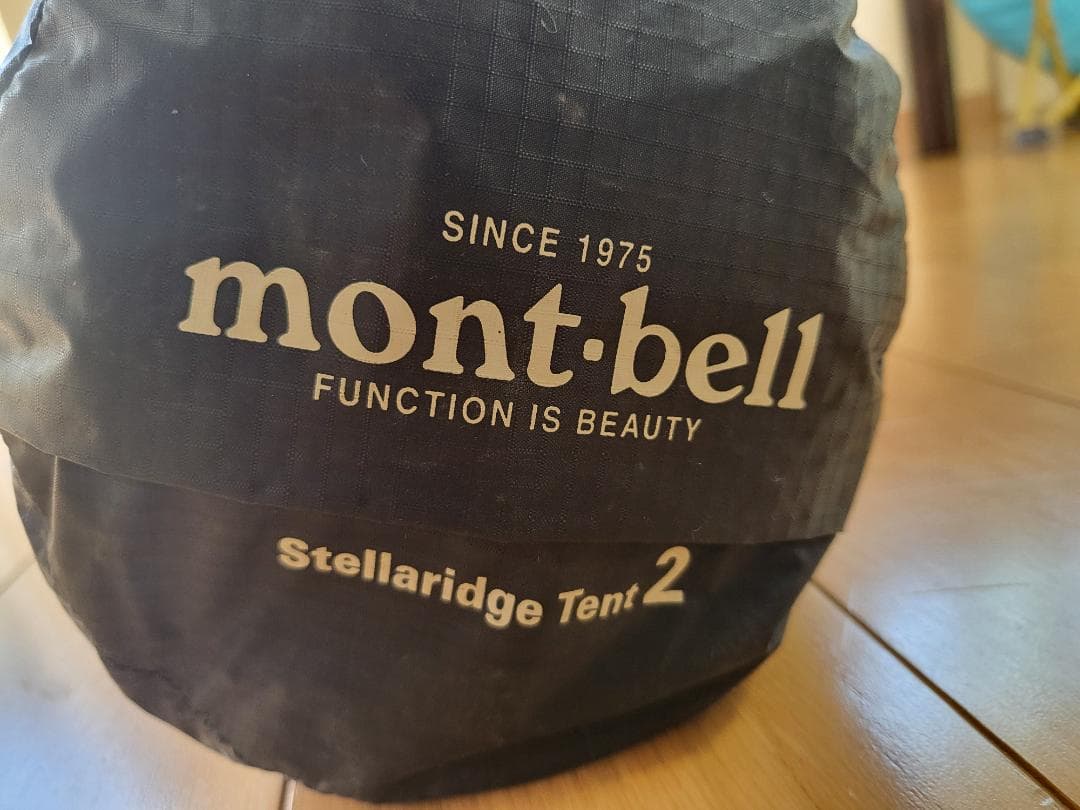 SINCE 1975
mont·bell
FUNCTION IS BEAUTY
Stellaridge Tent 2